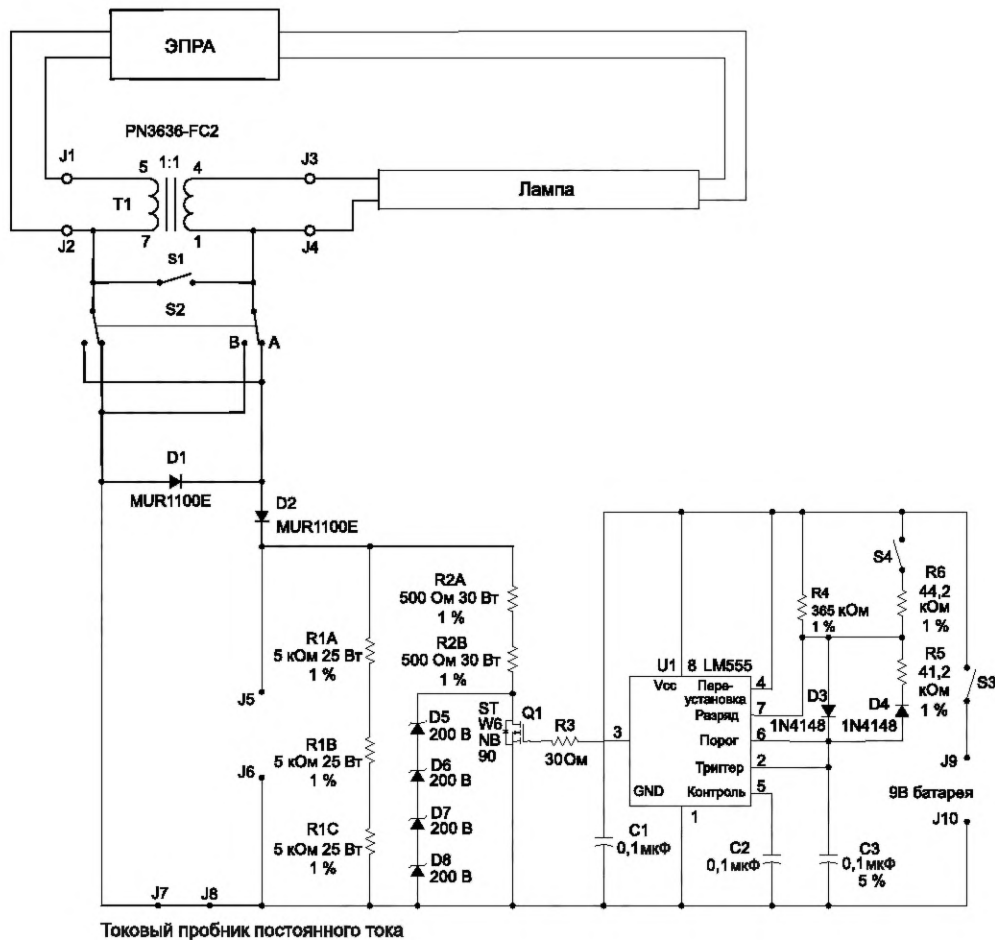 ЭПРА
PN3636-FC2
J1
5
1:1
4
J3
T1
Лампа
J2
7
1
J4
S1
S2
B
A
D1
MUR1100E
D2
MUR1100E
R2A
500 Ом 30 Вт
1 %
R2B
500 Ом 30 Вт
1 %
R1A
5 кОм 25 Вт
1 %
R1B
5 кОм 25 Вт
1 %
R1C
5 кОм 25 Вт
1 %
J5
J6
D5
200 В
D6
200 В
D7
200 В
D8
200 В
ST
W6
NB
90
Q1
R3
30 Ом
3
U1
8
LM555
Vcc
Пере-
установка
4
Разряд
7
Порог
6
Триггер
2
Контроль
5
GND
1
R4
365 кОм
1 %
S4
R6
44,2
кОм
1 %
R5
41,2
кОм
1 %
D3
1N4148
D4
1N4148
S3
J9
9В батарея
J10
C1
0,1мкФ
C2
0,1мкФ
C3
0,1мкФ
5 %
J7
J8
Токовый пробник постоянного тока